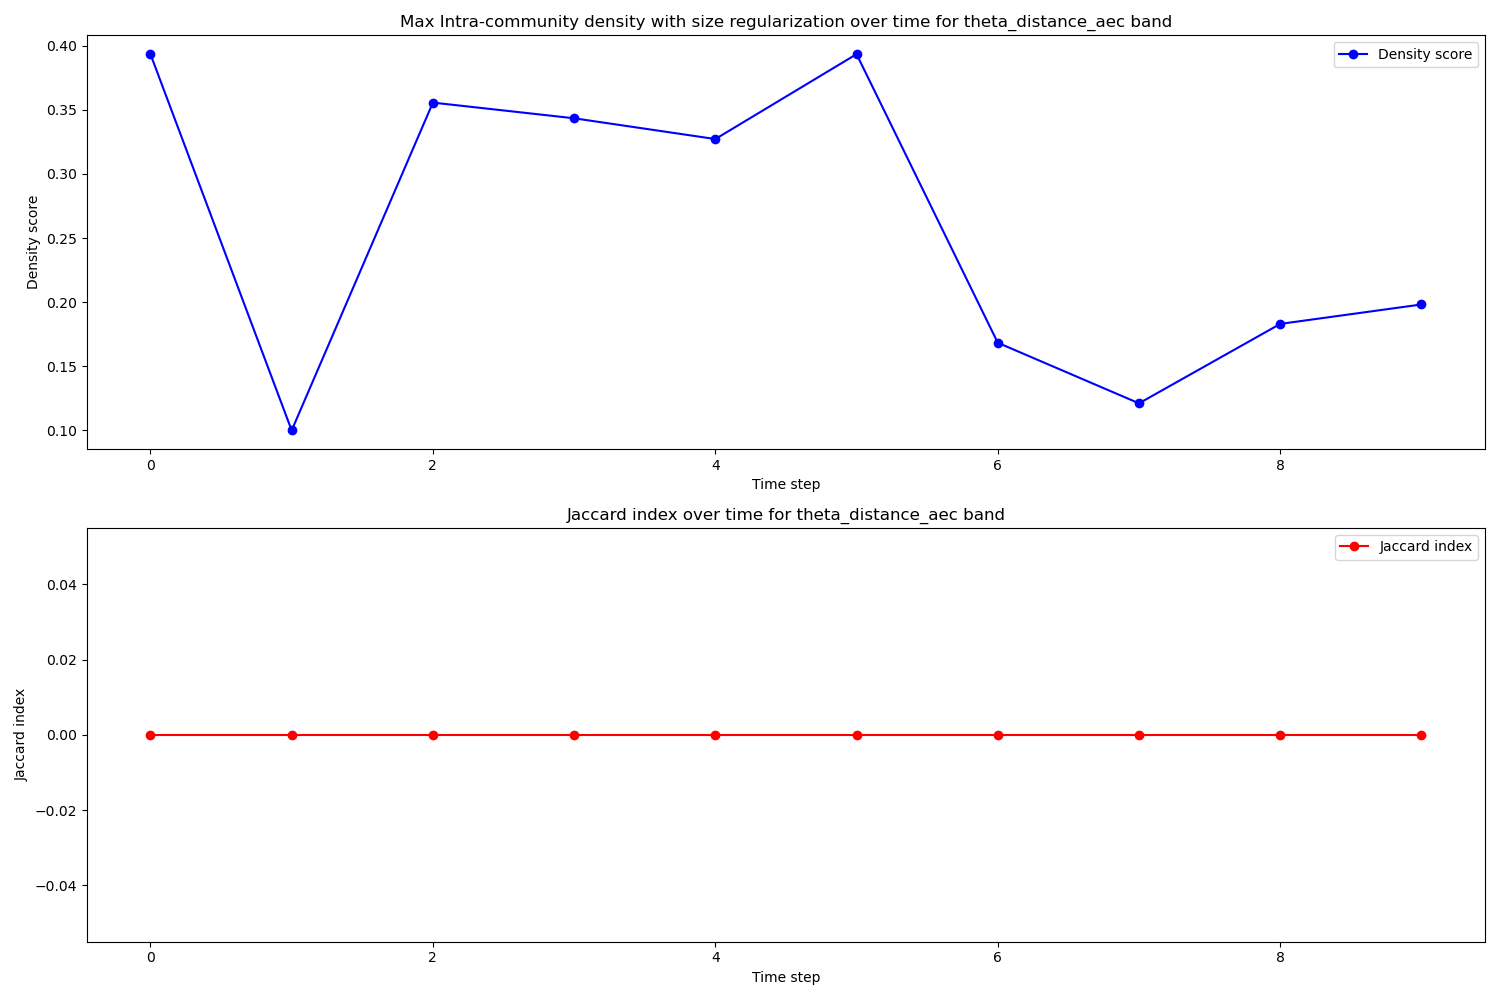 Max Intra-community density with size regularization over time for theta_distance_aec band
Density score
0.40
0.35
0.30
0.25
0.20
0.15
0.10
Density score
0 2 4 6 8
Time step
Jaccard index over time for theta_distance_aec band
Jaccard index
0.04
0.02
0.00
−0.02
−0.04
Jaccard index
0 2 4 6 8
Time step